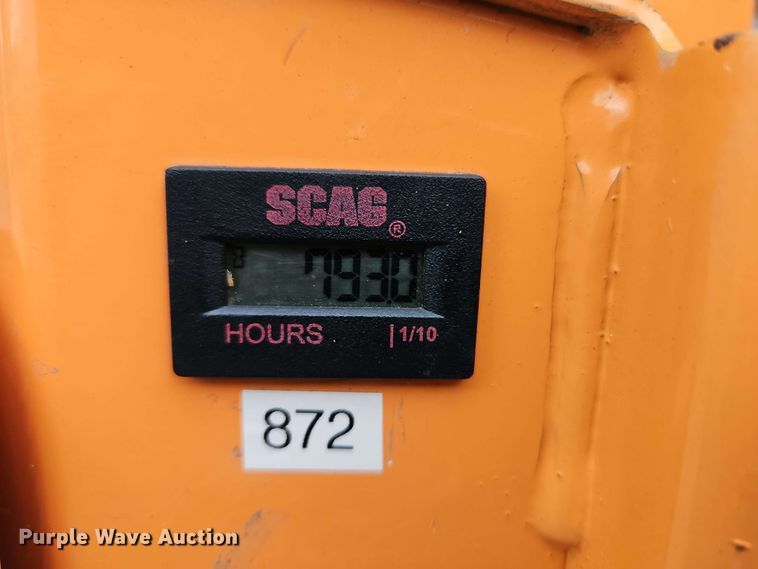 SCAG®
793.0
HOURS |1/10
872
Purple Wave Auction